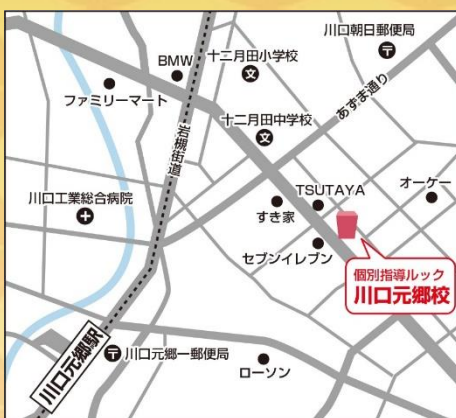 川口朝日郵便局
十二月田小学校
BMW
ファミリーマート
あずま通り
岩槻街道
十二月田中学校
TSUTAYA
オーケー
すき家
川口工業総合病院
セブンイレブン
個別指導ルック
川口元郷校
川口元郷駅
川口元郷一郵便局
ローソン